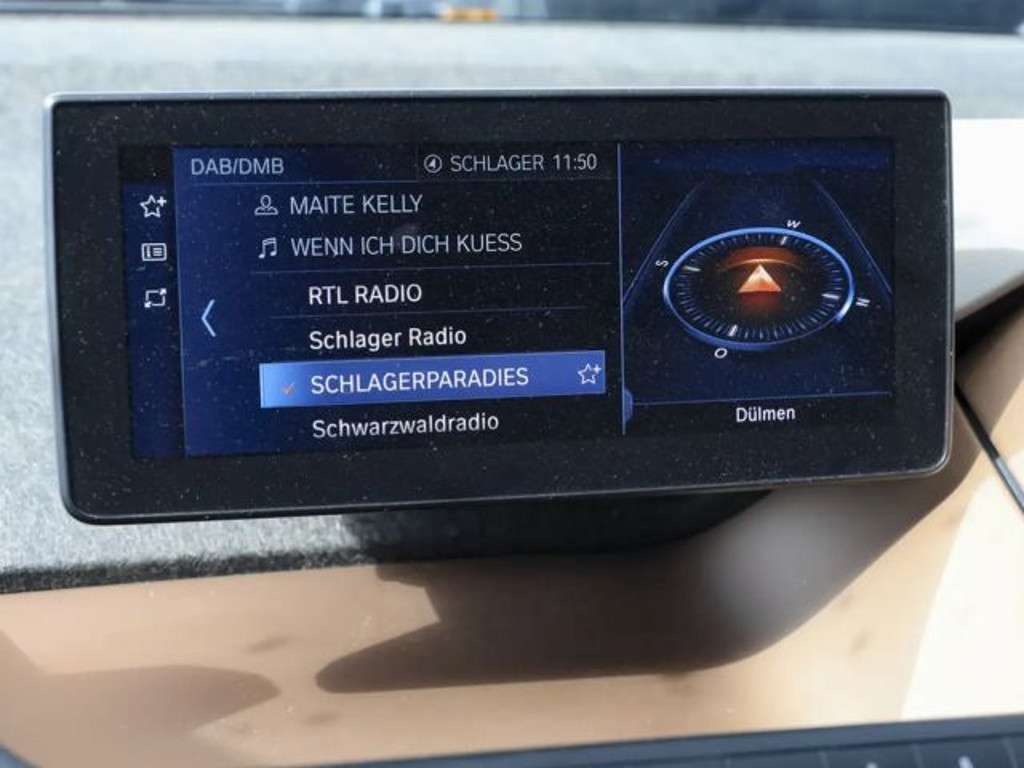 DAB/DMB
SCHLAGER 11:50
MAITE KELLY
WENN ICH DICH KUESS
RTL RADIO
Schlager Radio
SCHLAGERPARADIES
Schwarzwaldradio
W
S
N
O
Dülmen